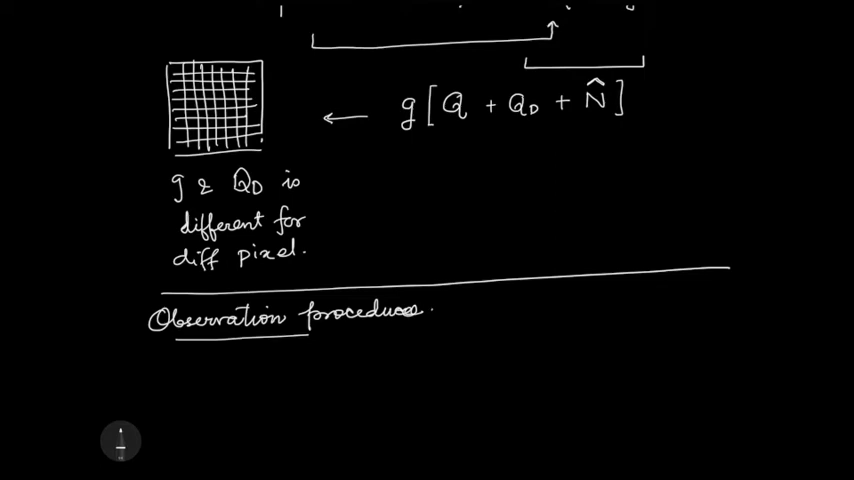 g [ Q + Q_D + N̂ ]
g & Q_D is
different for
diff pixel.
Observation procedures.